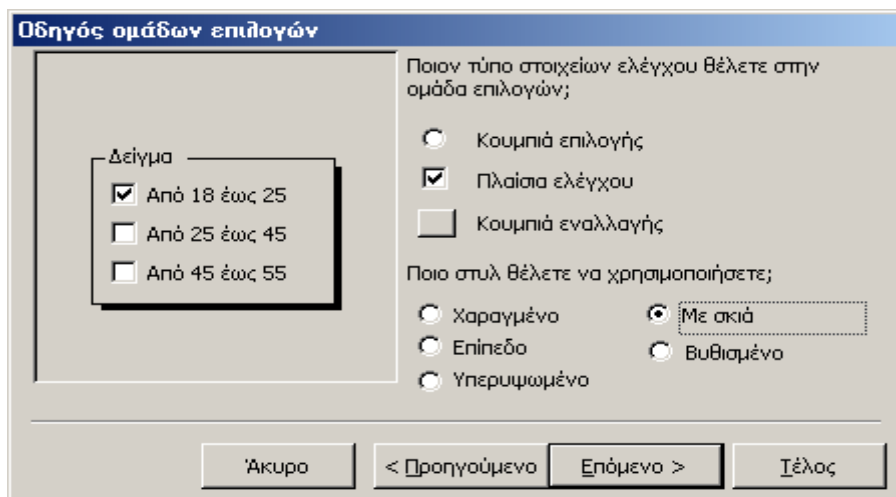 Οδηγός ομάδων επιλογών
Ποιον τύπο στοιχείων ελέγχου θέλετε στην
ομάδα επιλογών;
Κουμπιά επιλογής
Πλαίσια ελέγχου
Κουμπιά εναλλαγής
Δείγμα
Από 18 έως 25
Από 25 έως 45
Από 45 έως 55
Ποιο στυλ θέλετε να χρησιμοποιήσετε;
Χαραγμένο
Με σκιά
Επίπεδο
Βυθισμένο
Υπερυψωμένο
Άκυρο
< Προηγούμενο
Επόμενο >
Τέλος